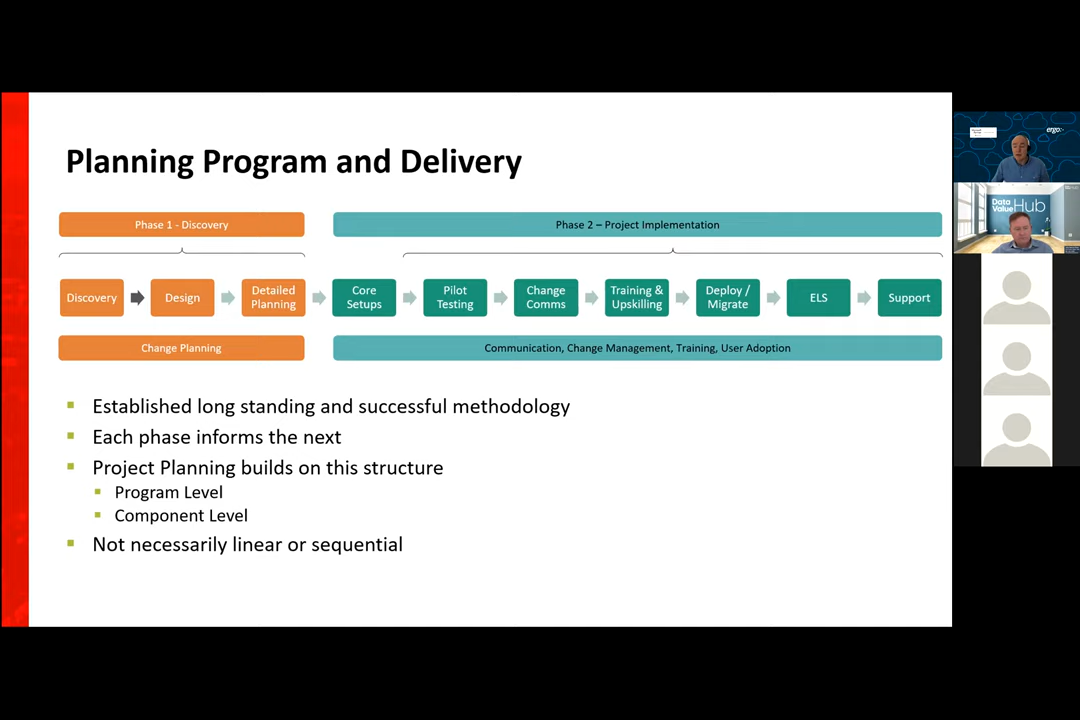 Planning Program and Delivery
Phase 1 - Discovery
Phase 2 – Project Implementation
Discovery
Design
Detailed
Planning
Core
Setups
Pilot
Testing
Change
Comms
Training &
Upskilling
Deploy /
Migrate
ELS
Support
Change Planning
Communication, Change Management, Training, User Adoption
Established long standing and successful methodology
Each phase informs the next
Project Planning builds on this structure
Program Level
Component Level
Not necessarily linear or sequential
ergo
Data
Value Hub